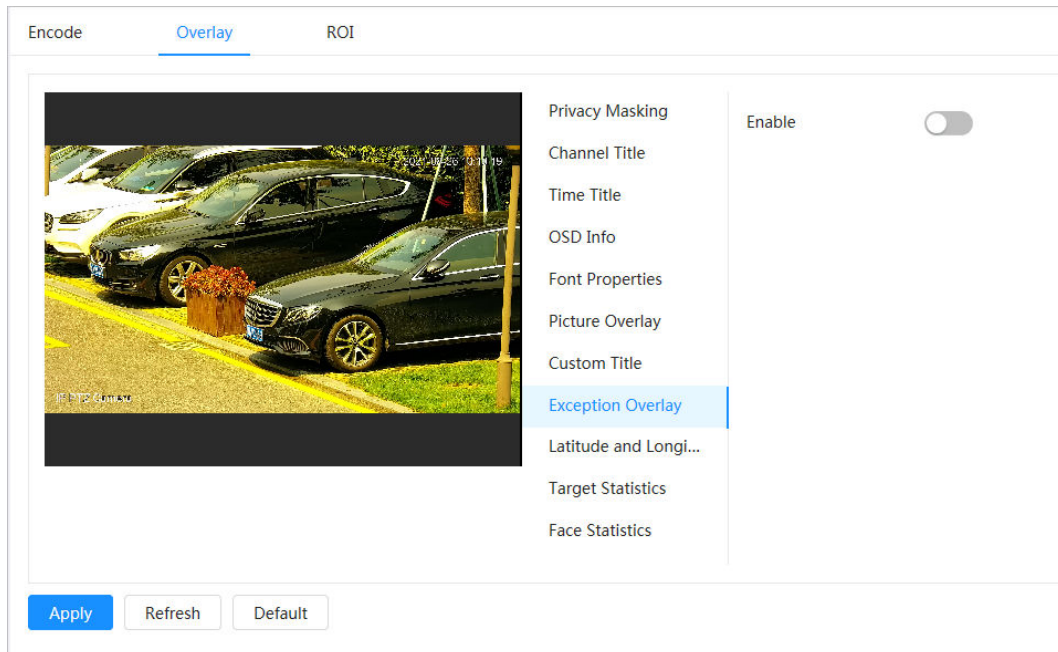 Encode Overlay ROI
Privacy Masking
Enable
Channel Title
Time Title
OSD Info
Font Properties
Picture Overlay
Custom Title
Exception Overlay
Latitude and Longi...
Target Statistics
Face Statistics
Apply Refresh Default